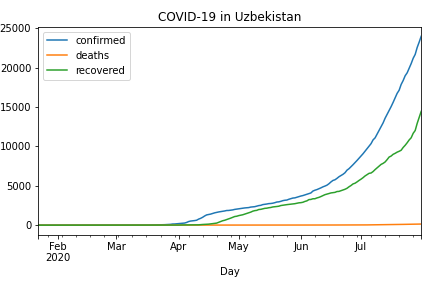 COVID-19 in Uzbekistan
confirmed
deaths
recovered
25000
20000
15000
10000
5000
0
Feb Mar Apr May Jun Jul
2020
Day